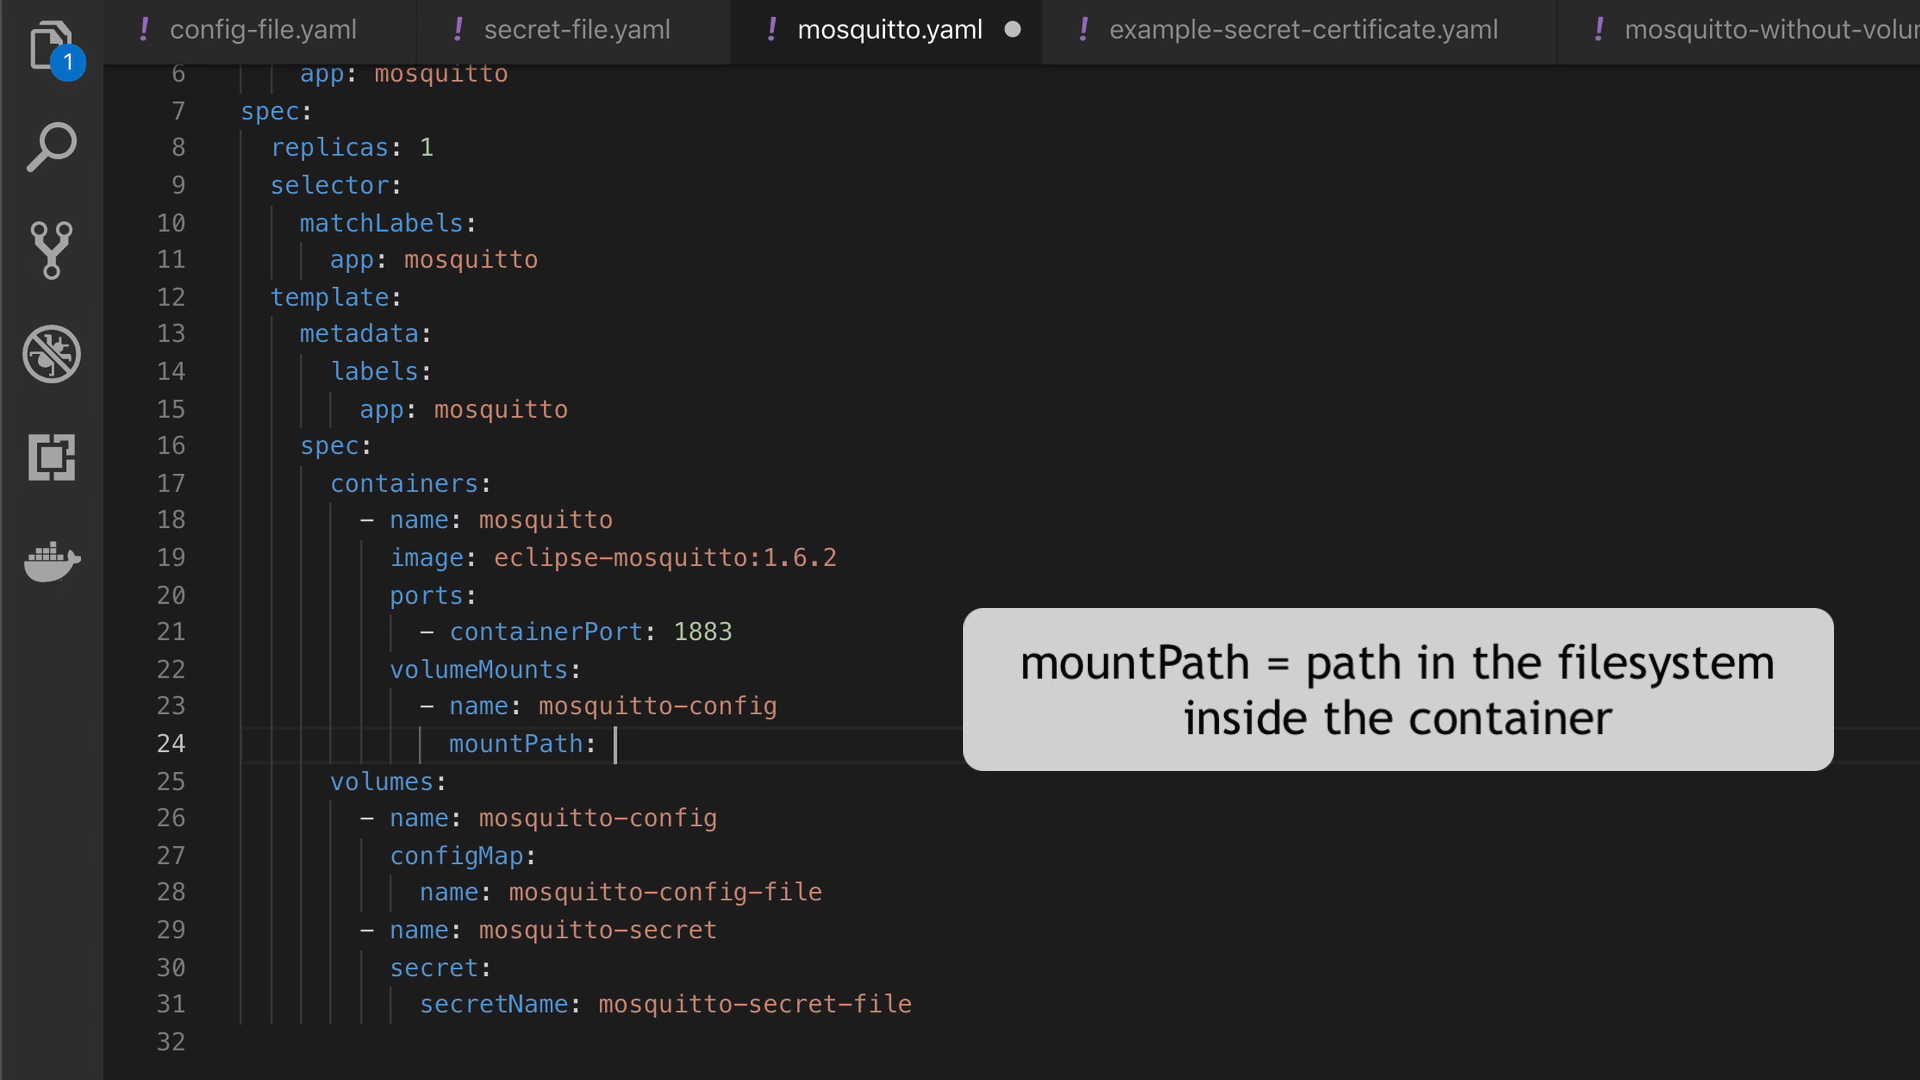 1
! config-file.yaml ! secret-file.yaml ! mosquitto.yaml ● ! example-secret-certificate.yaml ! mosquitto-without-volu
6 app: mosquitto
7 spec:
8 replicas: 1
9 selector:
10 matchLabels:
11 app: mosquitto
12 template:
13 metadata:
14 labels:
15 app: mosquitto
16 spec:
17 containers:
18 - name: mosquitto
19 image: eclipse-mosquitto:1.6.2
20 ports:
21 - containerPort: 1883
22 volumeMounts:
23 - name: mosquitto-config
24 mountPath:
25 volumes:
26 - name: mosquitto-config
27 configMap:
28 name: mosquitto-config-file
29 - name: mosquitto-secret
30 secret:
31 secretName: mosquitto-secret-file
32
mountPath = path in the filesystem
inside the container